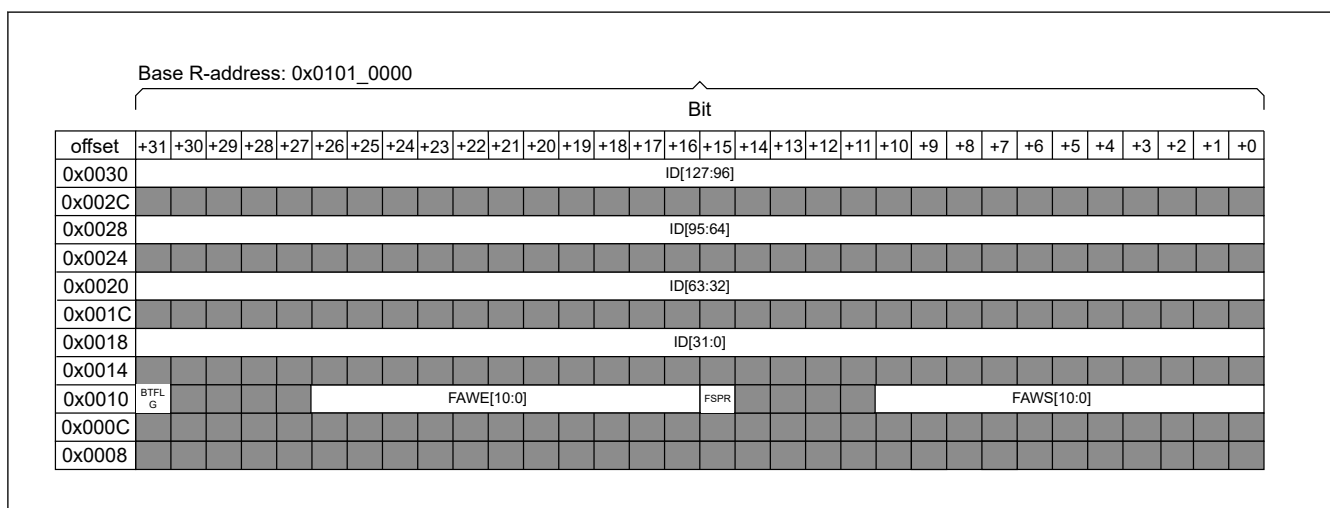 Base R-address: 0x0101_0000
Bit
offset +31 +30 +29 +28 +27 +26 +25 +24 +23 +22 +21 +20 +19 +18 +17 +16 +15 +14 +13 +12 +11 +10 +9 +8 +7 +6 +5 +4 +3 +2 +1 +0
0x0030 ID[127:96]
0x002C
0x0028 ID[95:64]
0x0024
0x0020 ID[63:32]
0x001C
0x0018 ID[31:0]
0x0014
0x0010 BTFL
G FAWE[10:0] FSPR FAWS[10:0]
0x000C
0x0008